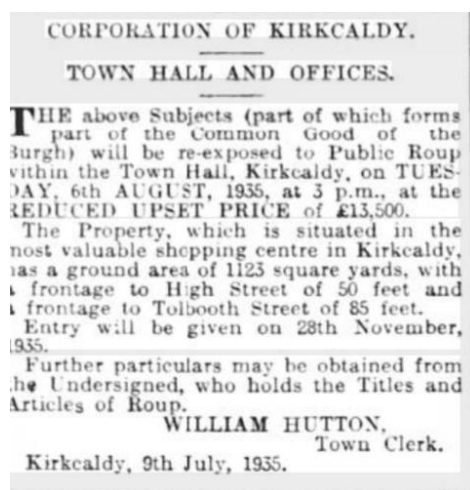 CORPORATION OF KIRKCALDY.
TOWN HALL AND OFFICES.
THE above Subjects (part of which forms
part of the Common Good of the
Burgh) will be re-exposed to Public Roup
within the Town Hall, Kirkcaldy, on TUES-
DAY, 6th AUGUST, 1935, at 3 p.m., at the
REDUCED UPSET PRICE of £13,500.
The Property, which is situated in the
most valuable shopping centre in Kirkcaldy,
has a ground area of 1123 square yards, with
a frontage to High Street of 50 feet and
a frontage to Tolbooth Street of 85 feet.
Entry will be given on 28th November,
1935.
Further particulars may be obtained from
the Undersigned, who holds the Titles and
Articles of Roup.
WILLIAM HUTTON,
Town Clerk.
Kirkcaldy, 9th July, 1935.